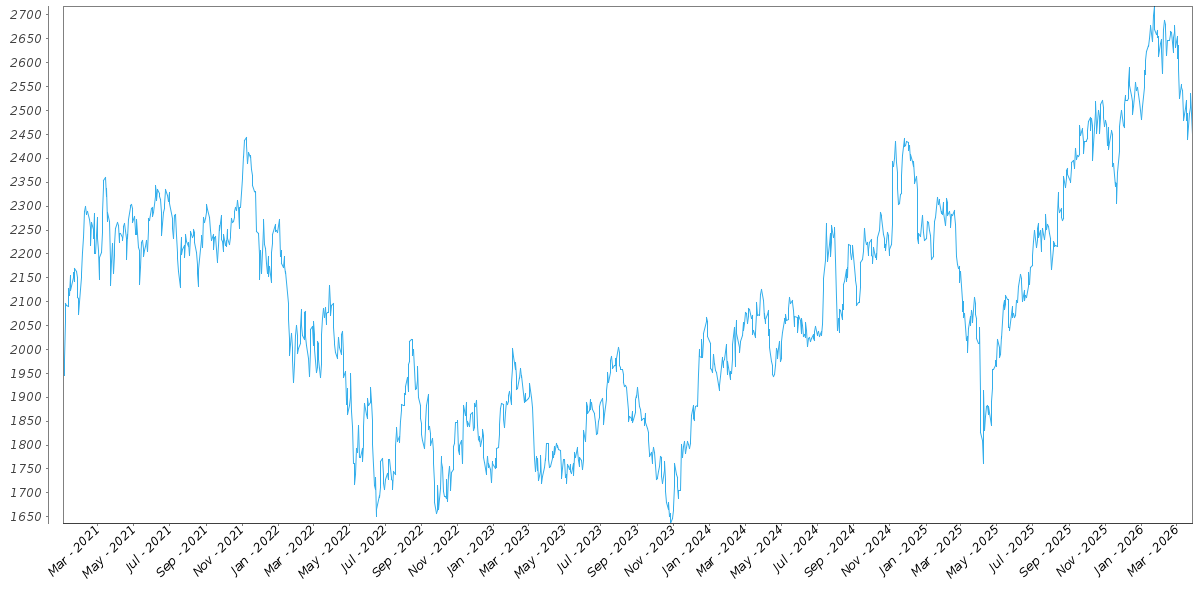 2700
2650
2600
2550
2500
2450
2400
2350
2300
2250
2200
2150
2100
2050
2000
1950
1900
1850
1800
1750
1700
1650
Mar - 2021
May - 2021
Jul - 2021
Sep - 2021
Nov - 2021
Jan - 2022
Mar - 2022
May - 2022
Jul - 2022
Sep - 2022
Nov - 2022
Jan - 2023
Mar - 2023
May - 2023
Jul - 2023
Sep - 2023
Nov - 2023
Jan - 2024
Mar - 2024
May - 2024
Jul - 2024
Sep - 2024
Nov - 2024
Jan - 2025
Mar - 2025
May - 2025
Jul - 2025
Sep - 2025
Nov - 2025
Jan - 2026
Mar - 2026